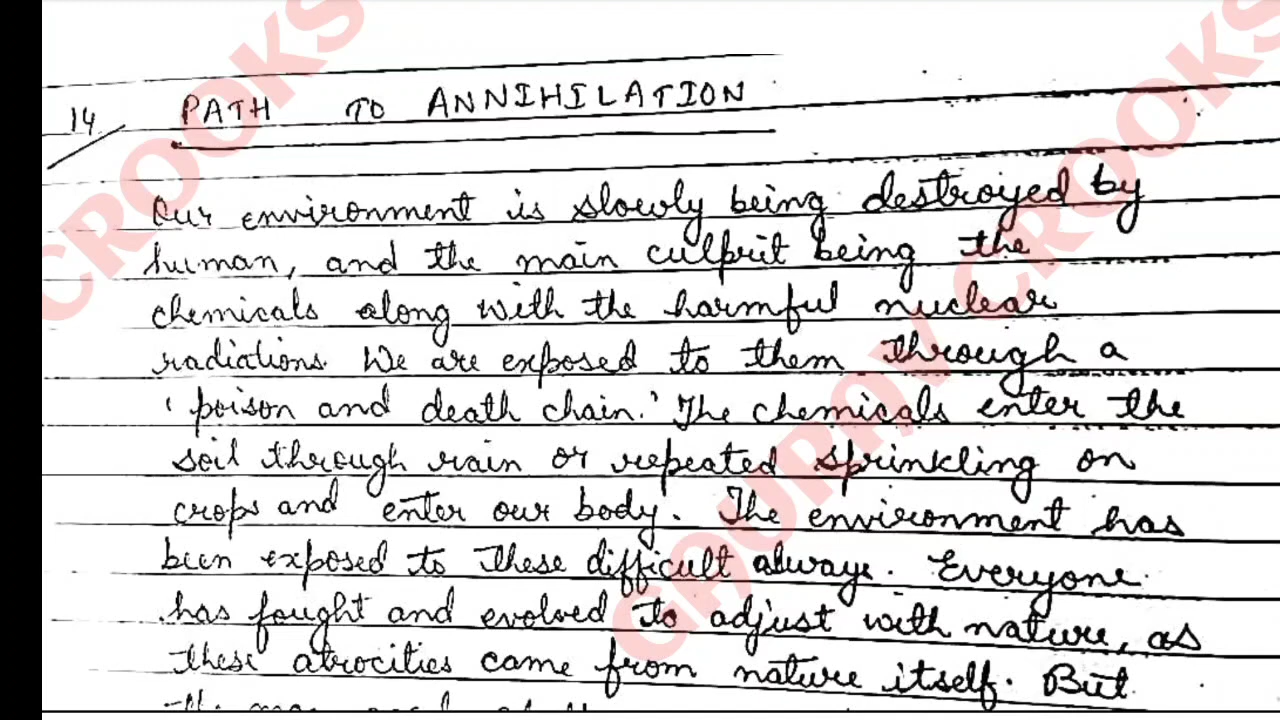 14 PATH TO ANNIHILATION
Our environment is slowly being destroyed by
human, and the main culprit being the
chemicals along with the harmful nuclear
radiations. We are exposed to them through a
'poison and death chain.' The chemicals enter the
soil through rain or repeated sprinkling on
crops and enter our body. The environment has
been exposed to these difficult always. Everyone
has fought and evolved to adjust with nature, as
these atrocities came from nature itself. But
CROOKS
GAURAV CROOKS